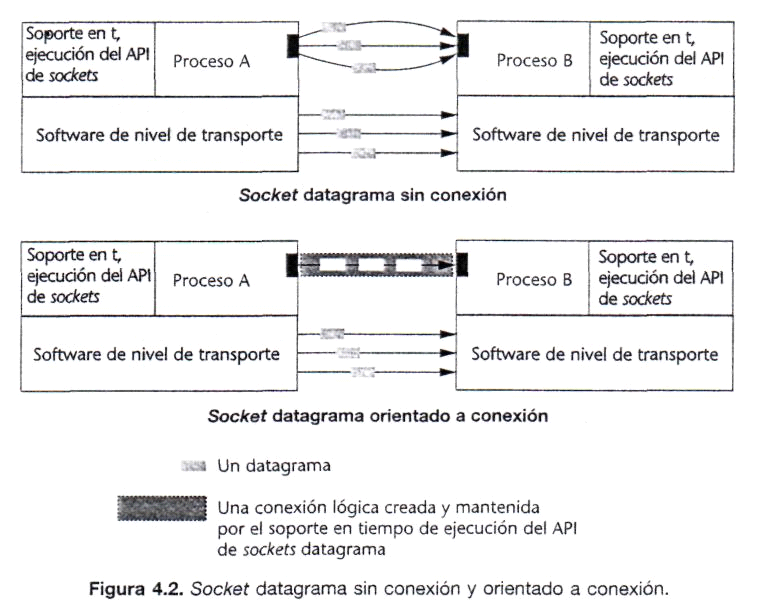 Soporte en t,
ejecución del API
de sockets
Proceso A
Proceso B
Soporte en t,
ejecución del API
de sockets
Software de nivel de transporte
Software de nivel de transporte
Socket datagrama sin conexión
Soporte en t,
ejecución del API
de sockets
Proceso A
Proceso B
Soporte en t,
ejecución del API
de sockets
Software de nivel de transporte
Software de nivel de transporte
Socket datagrama orientado a conexión
Un datagrama
Una conexión lógica creada y mantenida
por el soporte en tiempo de ejecución del API
de sockets datagrama
Figura 4.2. Socket datagrama sin conexión y orientado a conexión.